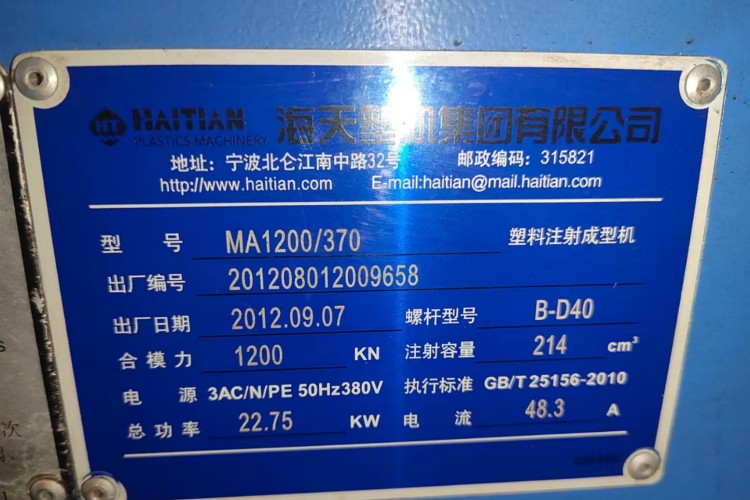 HT HAITIAN 海天塑机集团有限公司
PLASTICS MACHINERY
地址：宁波北仑江南中路32号 邮政编码：315821
http://www.haitian.com E-mail:haitian@mail.haitian.com
型 号 MA1200/370 塑料注射成型机
出厂编号 201208012009658
出厂日期 2012.09.07 螺杆型号 B-D40
合模力 1200 KN 注射容量 214 cm³
电 源 3AC/N/PE 50Hz380V 执行标准 GB/T 25156-2010
总功率 22.75 KW 电 流 48.3 A
次